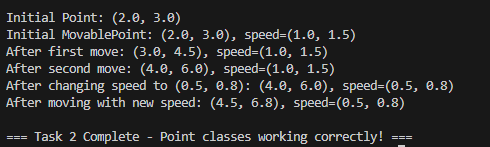 Initial Point: (2.0, 3.0)
Initial MovablePoint: (2.0, 3.0), speed=(1.0, 1.5)
After first move: (3.0, 4.5), speed=(1.0, 1.5)
After second move: (4.0, 6.0), speed=(1.0, 1.5)
After changing speed to (0.5, 0.8): (4.0, 6.0), speed=(0.5, 0.8)
After moving with new speed: (4.5, 6.8), speed=(0.5, 0.8)
=== Task 2 Complete - Point classes working correctly! ===